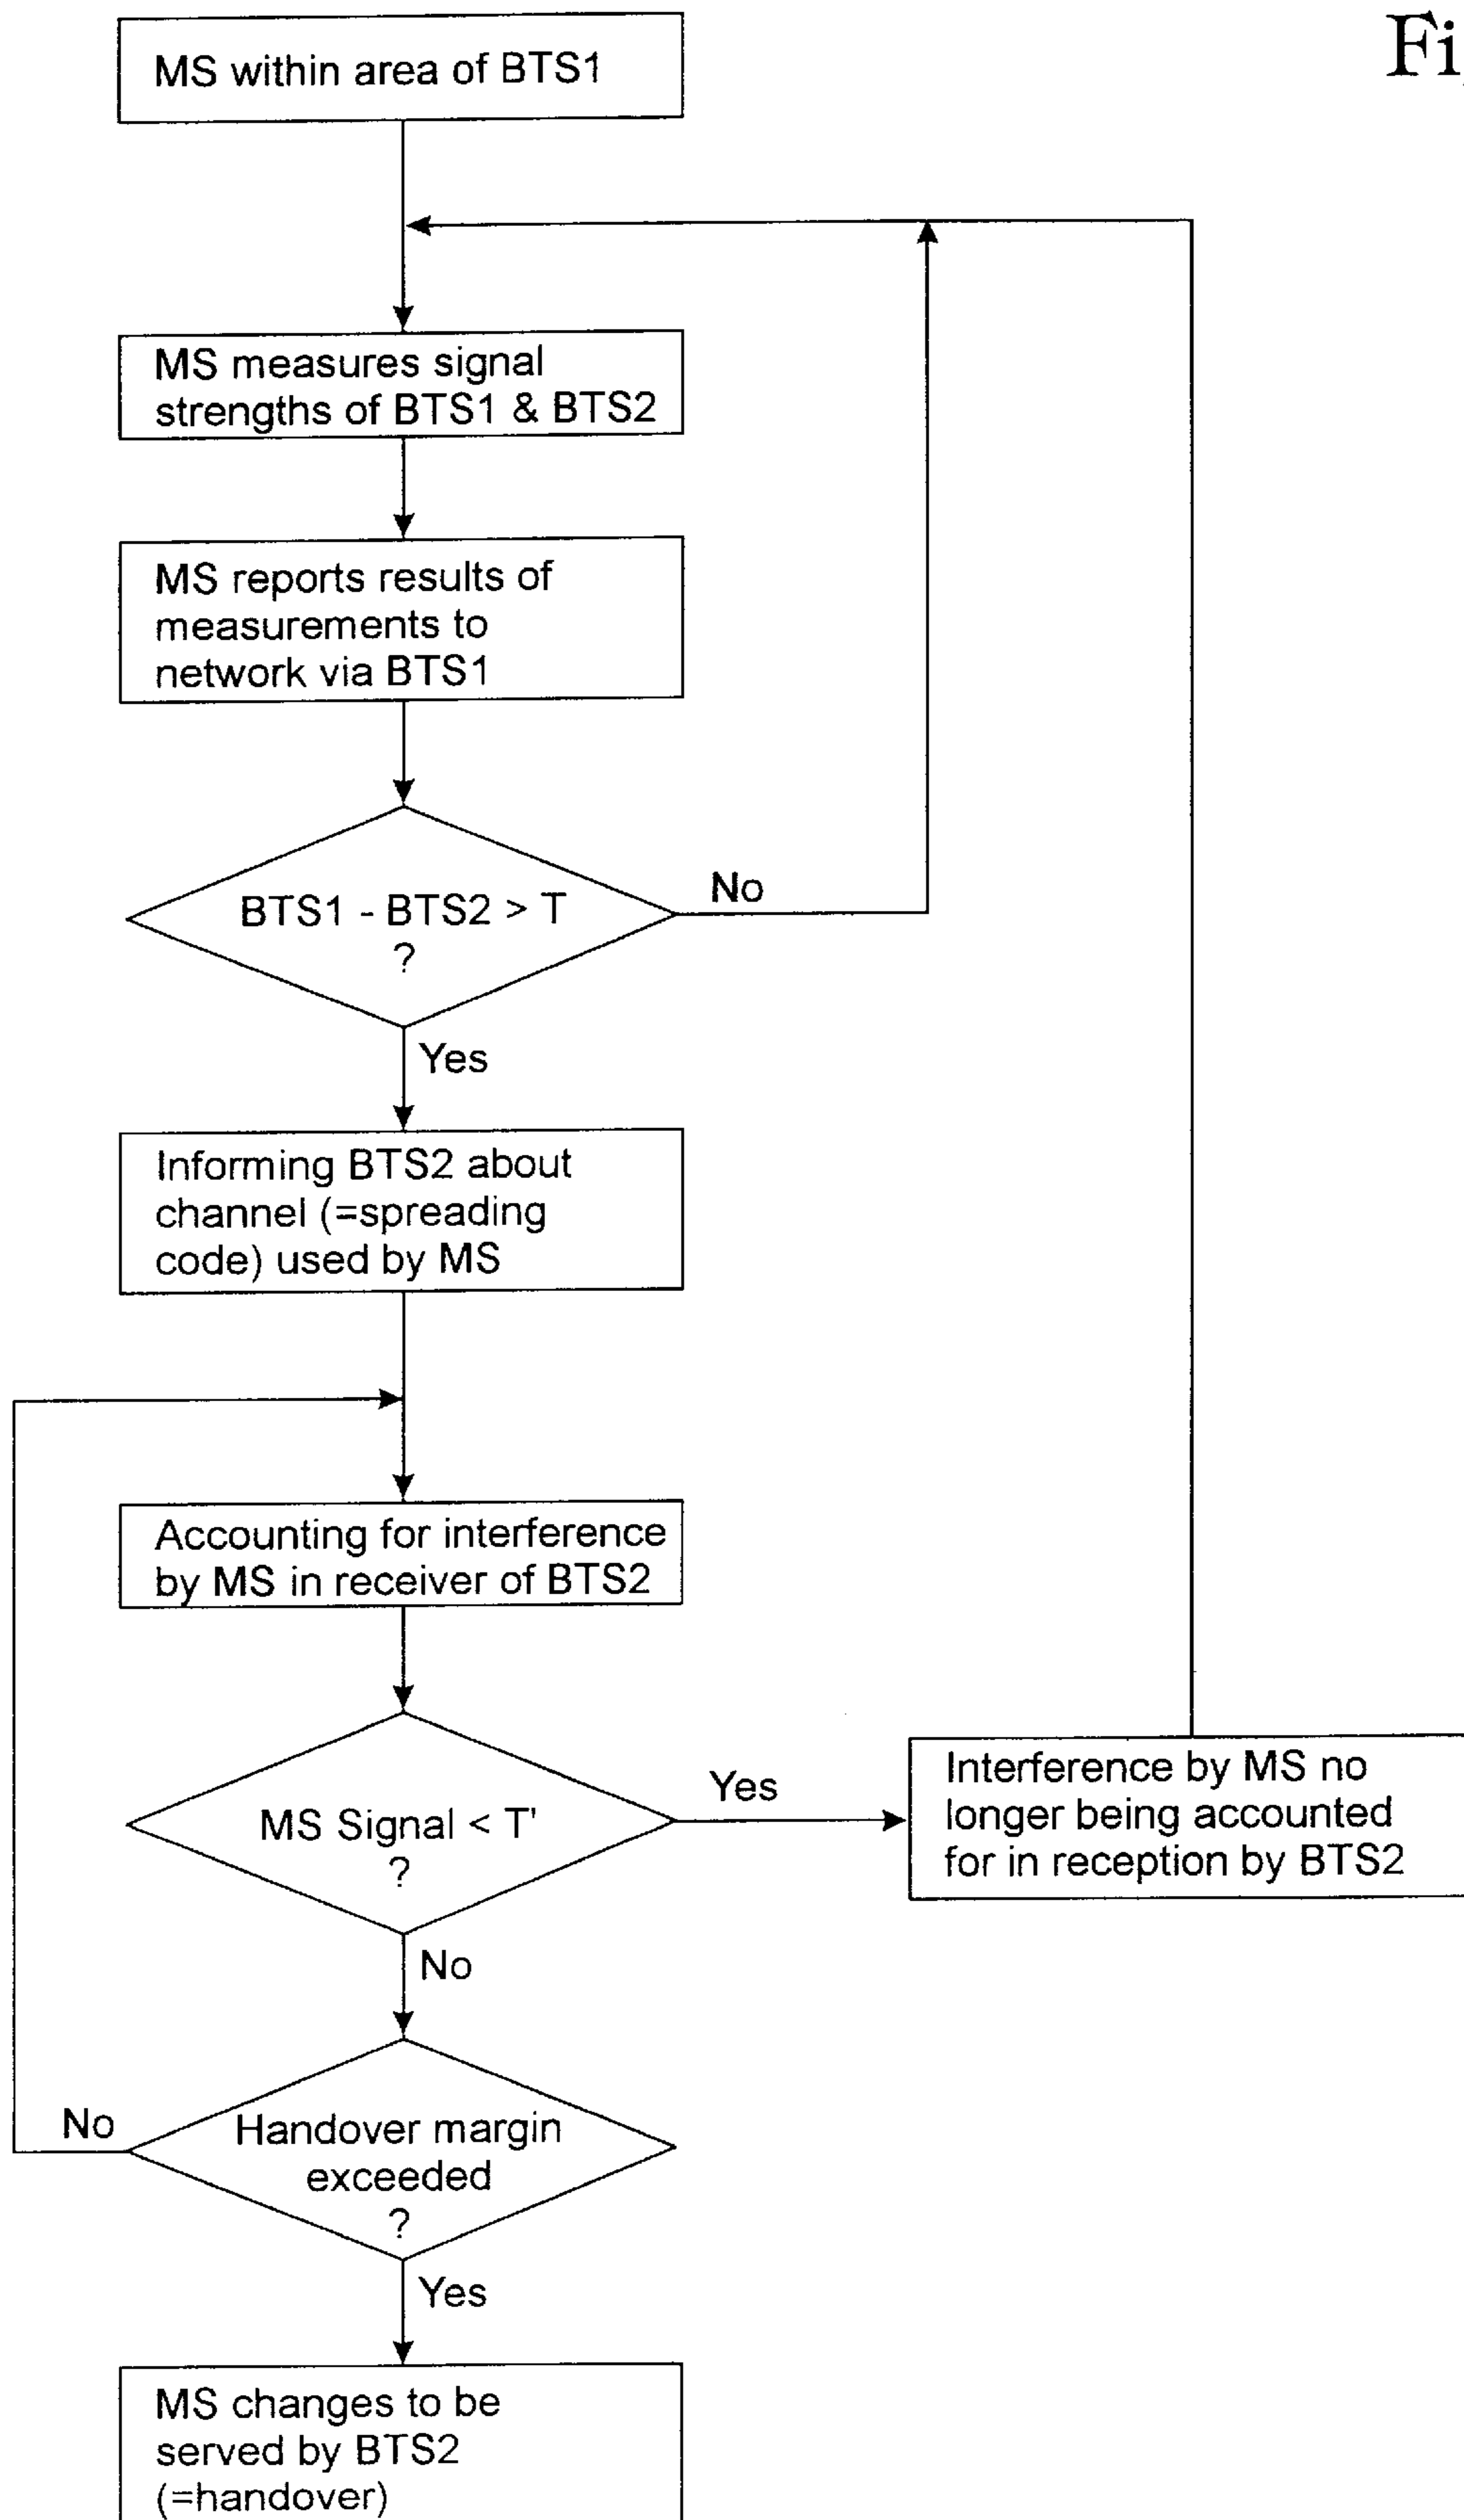 Fi
MS within area of BTS1
MS measures signal
strengths of BTS1 & BTS2
MS reports results of
measurements to
network via BTS1
BTS1 - BTS2 > T
?
No
Yes
Informing BTS2 about
channel (=spreading
code) used by MS
Accounting for interference
by MS in receiver of BTS2
MS Signal < T'
?
Yes
Interference by MS no
longer being accounted
for in reception by BTS2
No
Handover margin
exceeded
?
No
Yes
MS changes to be
served by BTS2
(=handover)